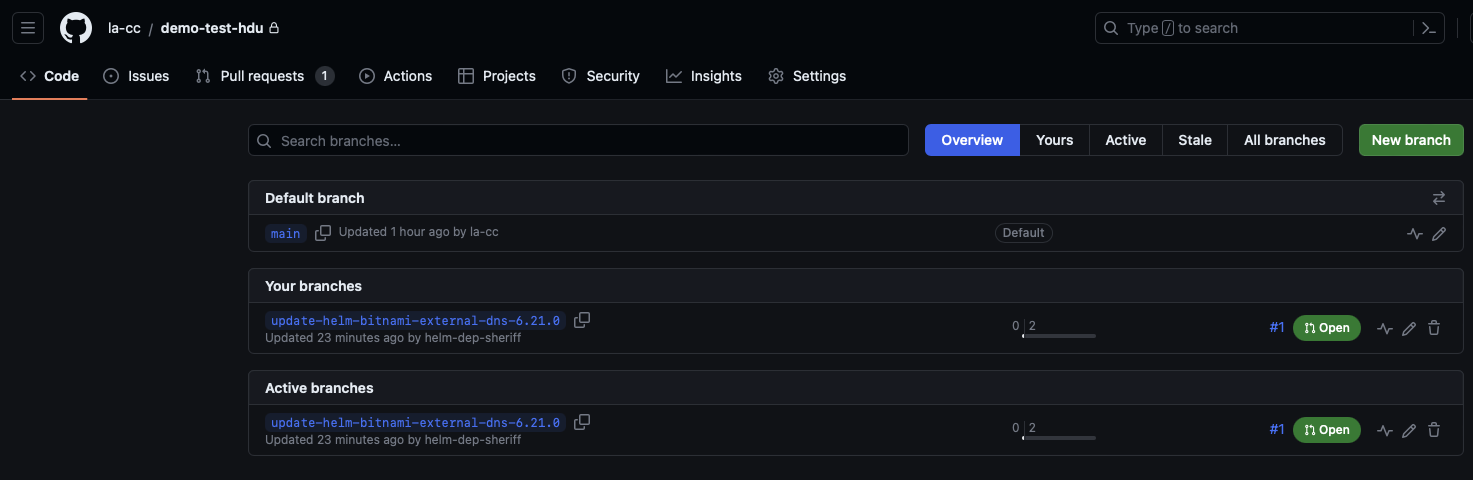 la-cc / demo-test-hdu Type / to search
Code Issues Pull requests 1 Actions Projects Security Insights Settings
Search branches... Overview Yours Active Stale All branches New branch
Default branch
main Updated 1 hour ago by la-cc Default
Your branches
update-helm-bitnami-external-dns-6.21.0
0 2 #1 Open
Updated 23 minutes ago by helm-dep-sheriff
Active branches
update-helm-bitnami-external-dns-6.21.0
0 2 #1 Open
Updated 23 minutes ago by helm-dep-sheriff